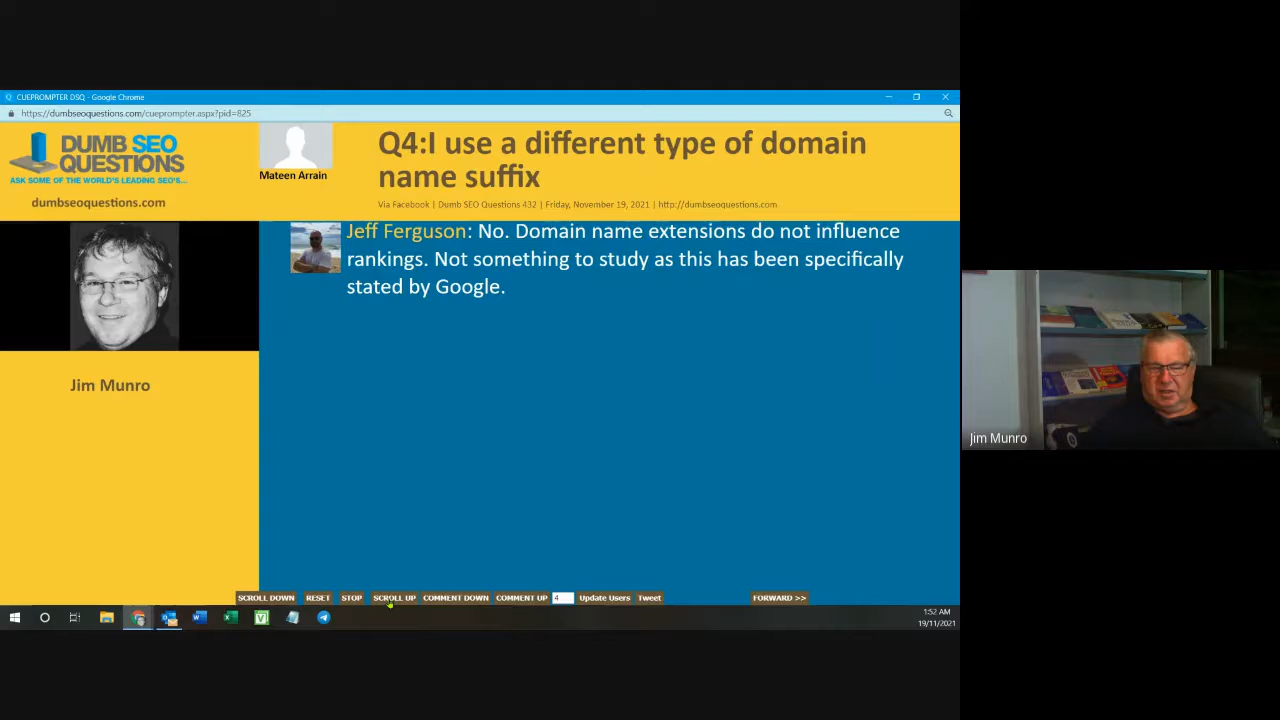 CUEPROMPTER DSQ - Google Chrome
https://dumbseoquestions.com/cueprompter.aspx?pid=825
DUMB SEO
QUESTIONS
ASK SOME OF THE WORLD'S LEADING SEO'S...
dumbseoquestions.com
Mateen Arrain
Q4:I use a different type of domain
name suffix
Via Facebook | Dumb SEO Questions 432 | Friday, November 19, 2021 | http://dumbseoquestions.com
Jim Munro
Jeff Ferguson: No. Domain name extensions do not influence
rankings. Not something to study as this has been specifically
stated by Google.
Jim Munro
SCROLL DOWN RESET STOP SCROLL UP COMMENT DOWN COMMENT UP 4 Update Users Tweet FORWARD >>
1:52 AM
19/11/2021